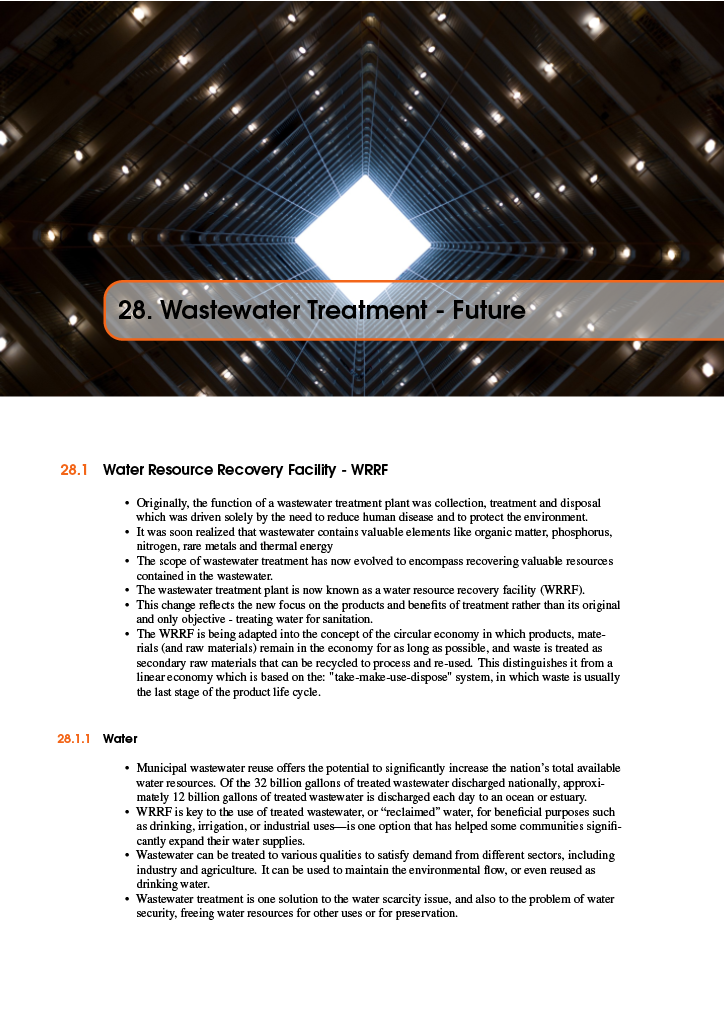 28. Wastewater Treatment - Future
28.1 Water Resource Recovery Facility - WRRF
• Originally, the function of a wastewater treatment plant was collection, treatment and disposal
which was driven solely by the need to reduce human disease and to protect the environment.
• It was soon realized that wastewater contains valuable elements like organic matter, phosphorus,
nitrogen, rare metals and thermal energy
• The scope of wastewater treatment has now evolved to encompass recovering valuable resources
contained in the wastewater.
• The wastewater treatment plant is now known as a water resource recovery facility (WRRF).
• This change reflects the new focus on the products and benefits of treatment rather than its original
and only objective - treating water for sanitation.
• The WRRF is being adapted into the concept of the circular economy in which products, mate-
rials (and raw materials) remain in the economy for as long as possible, and waste is treated as
secondary raw materials that can be recycled to process and re-used. This distinguishes it from a
linear economy which is based on the: "take-make-use-dispose" system, in which waste is usually
the last stage of the product life cycle.
28.1.1 Water
• Municipal wastewater reuse offers the potential to significantly increase the nation's total available
water resources. Of the 32 billion gallons of treated wastewater discharged nationally, approxi-
mately 12 billion gallons of treated wastewater is discharged each day to an ocean or estuary.
• WRRF is key to the use of treated wastewater, or “reclaimed” water, for beneficial purposes such
as drinking, irrigation, or industrial uses—is one option that has helped some communities signifi-
cantly expand their water supplies.
• Wastewater can be treated to various qualities to satisfy demand from different sectors, including
industry and agriculture. It can be used to maintain the environmental flow, or even reused as
drinking water.
• Wastewater treatment is one solution to the water scarcity issue, and also to the problem of water
security, freeing water resources for other uses or for preservation.